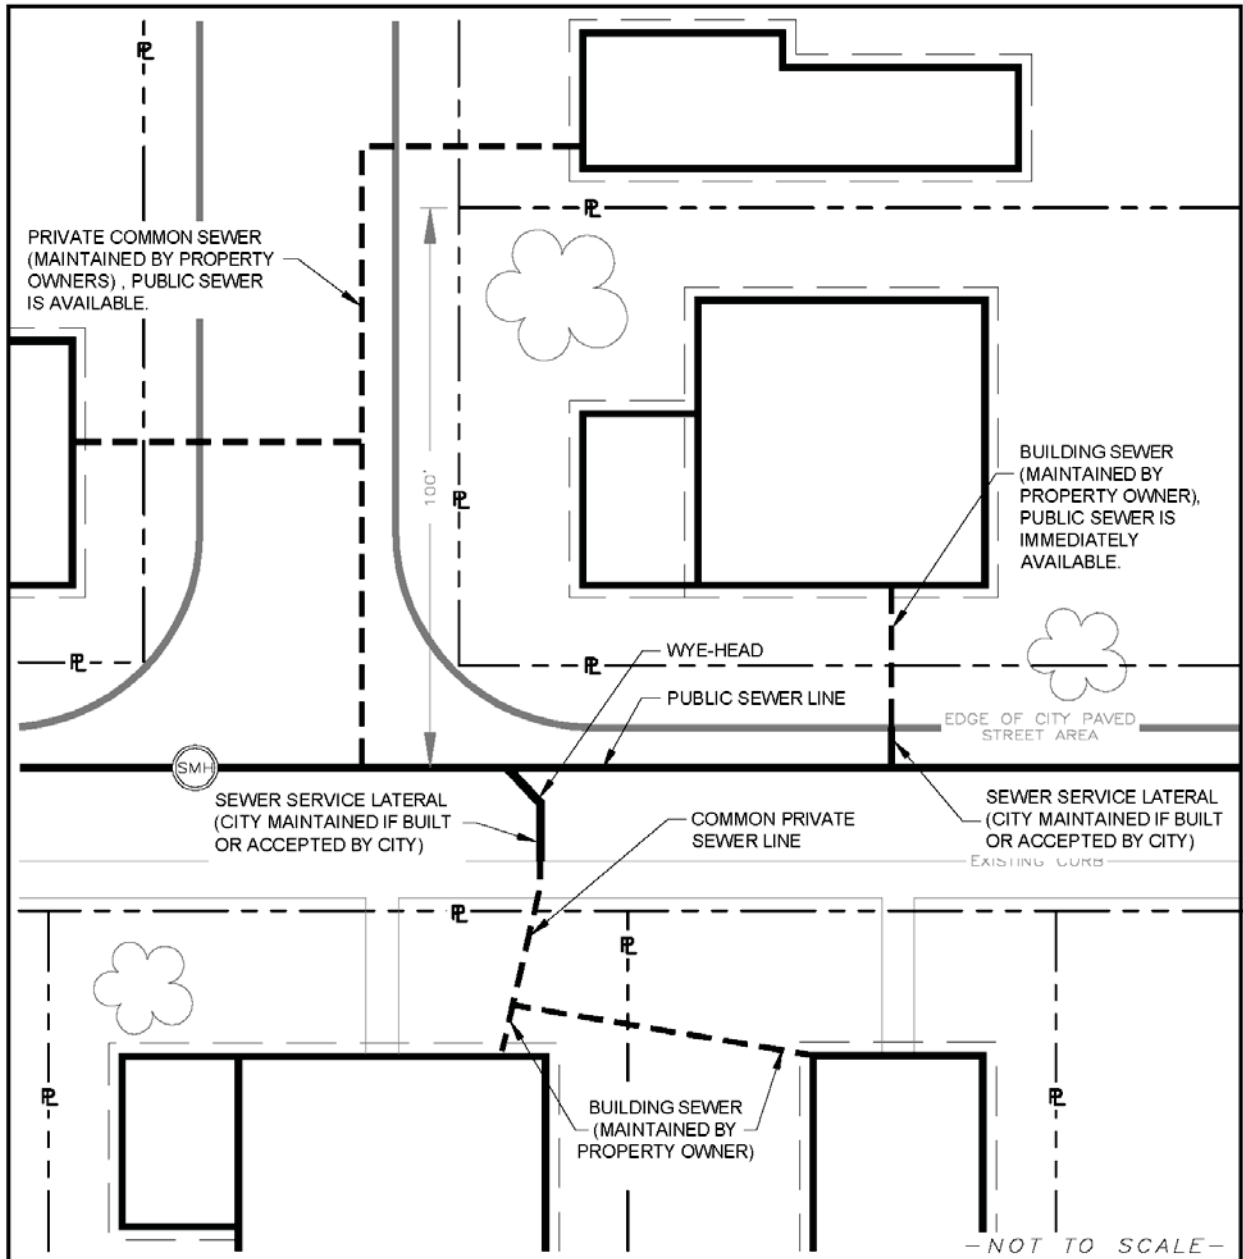 PL
PL
PRIVATE COMMON SEWER
(MAINTAINED BY PROPERTY
OWNERS) , PUBLIC SEWER
IS AVAILABLE.
100'
PL
BUILDING SEWER
(MAINTAINED BY
PROPERTY OWNER),
PUBLIC SEWER IS
IMMEDIATELY
AVAILABLE.
WYE-HEAD
PL
PL
PUBLIC SEWER LINE
EDGE OF CITY PAVED
STREET AREA
SMH
SEWER SERVICE LATERAL
(CITY MAINTAINED IF BUILT
OR ACCEPTED BY CITY)
COMMON PRIVATE
SEWER LINE
SEWER SERVICE LATERAL
(CITY MAINTAINED IF BUILT
OR ACCEPTED BY CITY)
EXISTING CURB
PL
PL
PL
PL
BUILDING SEWER
(MAINTAINED BY
PROPERTY OWNER)
-NOT TO SCALE-